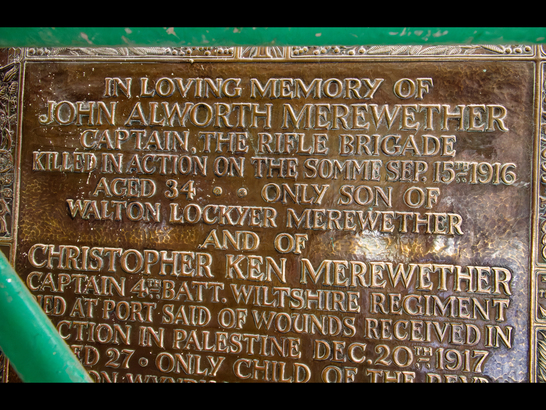 IN LOVING MEMORY OF
JOHN ALWORTH MEREWETHER
CAPTAIN, THE RIFLE BRIGADE
KILLED IN ACTION ON THE SOMME SEP. 15TH 1916
AGED 34 · · ONLY SON OF
WALTON LOCKYER MEREWETHER
AND OF
CHRISTOPHER KEN MEREWETHER
CAPTAIN 4TH BATT. WILTSHIRE REGIMENT
AT PORT SAID OF WOUNDS RECEIVED IN
IN PALESTINE DEC. 20TH 1917
27 · ONLY CHILD OF THE